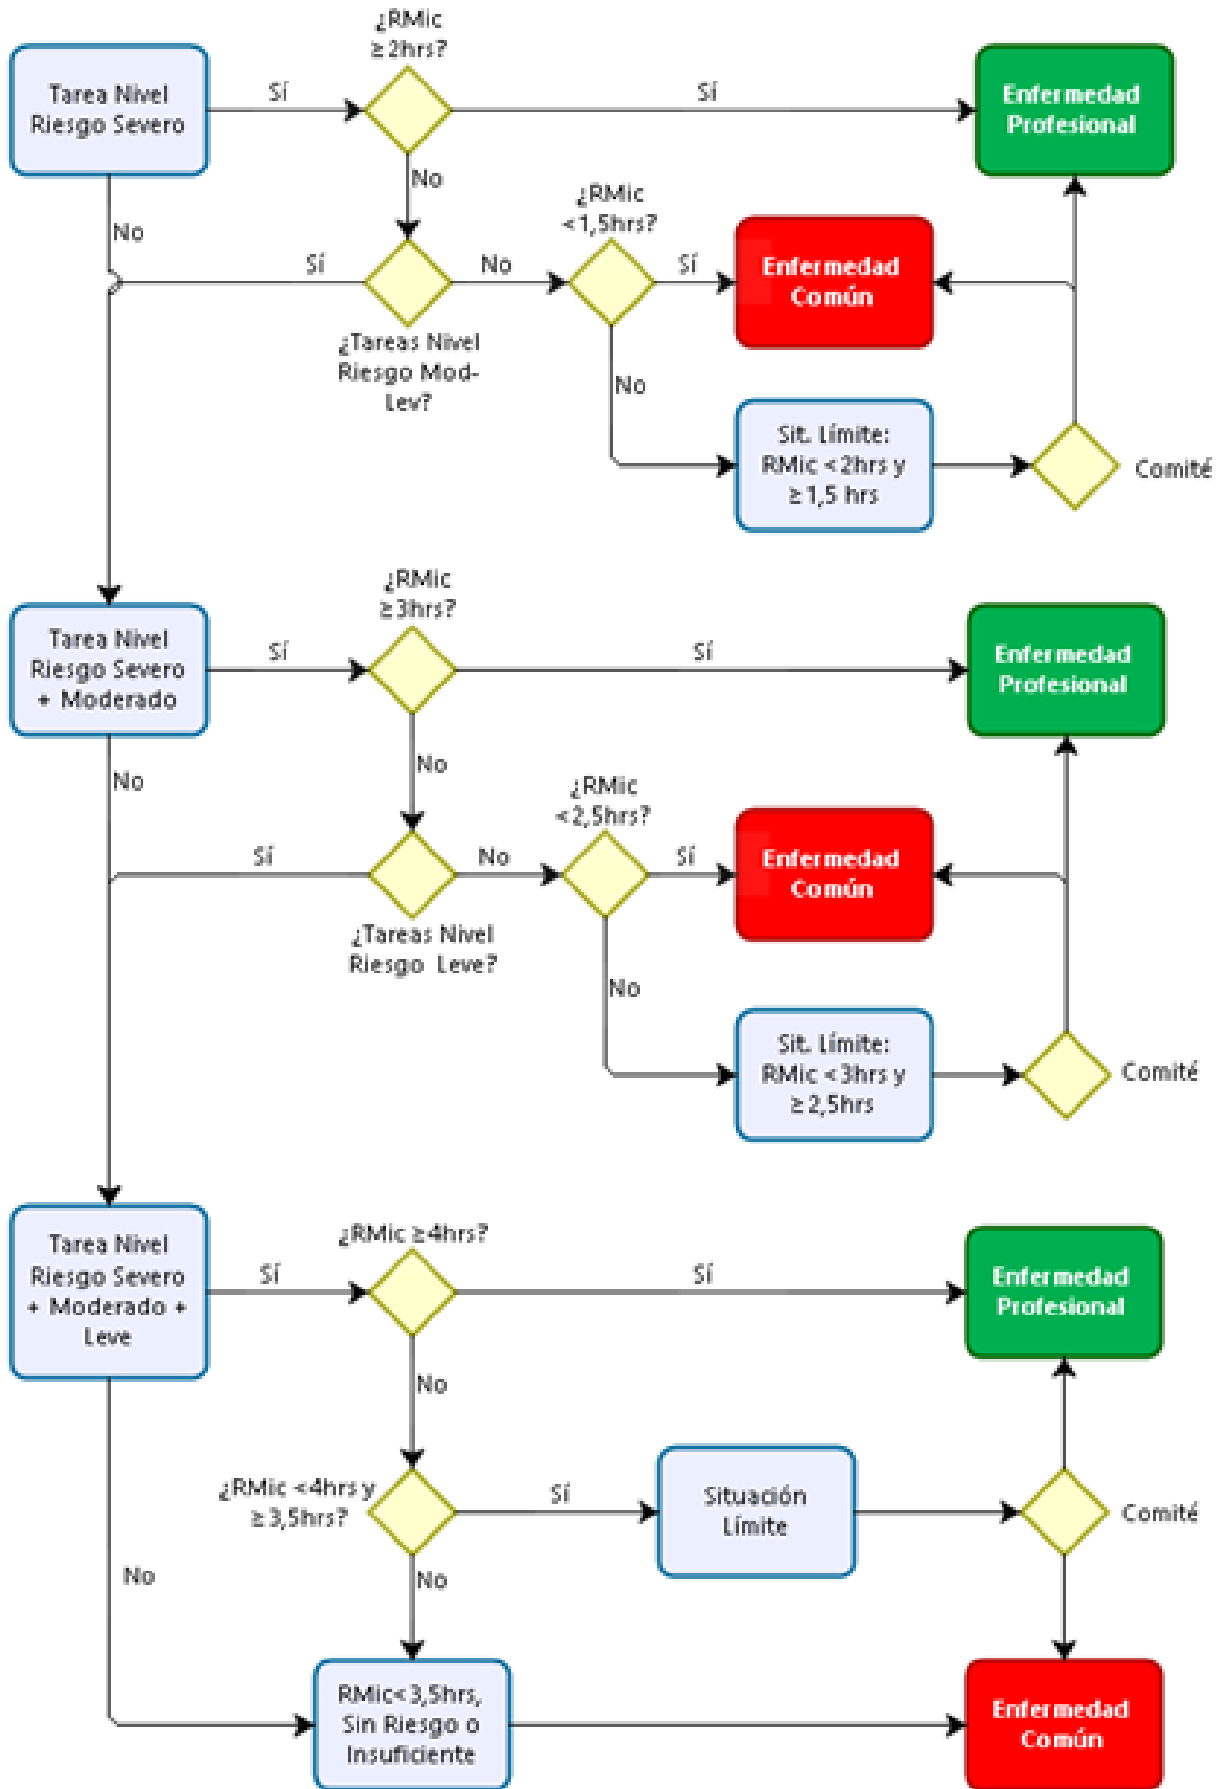 ¿RMic
≥2hrs?
Tarea Nivel
Riesgo Severo
Sí
Sí
Enfermedad
Profesional
No
No
¿RMic
<1,5hrs?
Sí
No
Sí
Enfermedad
Común
¿Tareas Nivel
Riesgo Mod-
Lev?
No
Sit. Límite:
RMic <2hrs y
≥1,5 hrs
Comité
¿RMic
≥3hrs?
Tarea Nivel
Riesgo Severo
+ Moderado
Sí
Sí
Enfermedad
Profesional
No
No
¿RMic
<2,5hrs?
Sí
No
Sí
Enfermedad
Común
¿Tareas Nivel
Riesgo Leve?
No
Sit. Límite:
RMic <3hrs y
≥2,5hrs
Comité
¿RMic ≥4hrs?
Tarea Nivel
Riesgo Severo
+ Moderado +
Leve
Sí
Sí
Enfermedad
Profesional
No
¿RMic <4hrs y
≥3,5hrs?
Sí
Situación
Límite
Comité
No
No
RMic<3,5hrs,
Sin Riesgo o
Insuficiente
Enfermedad
Común